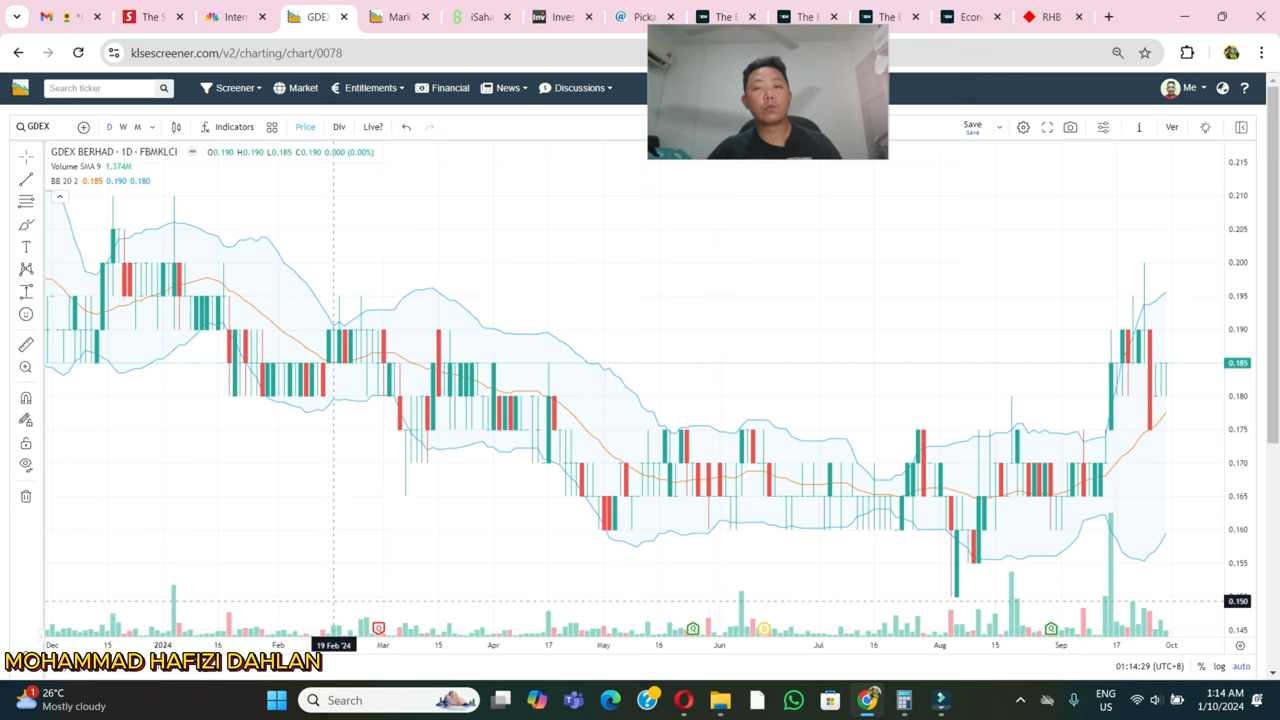 The S
Inter
GDEX
Mark
iSaha
Inves
Picka
The E
The E
The E
Econ
RHB
klsescreener.com/v2/charting/chart/0078
Search ticker
Screener
Market
Entitlements
Financial
News
Discussions
Me
GDEX
D
W
M
Indicators
Price
Div
Live?
Save
Save
Ver
GDEX BERHAD · 1D · FBMKLCI
O0.190 H0.190 L0.185 C0.190 0.000 (0.00%)
Volume SMA 9 1.374M
BB 20 2 0.185 0.190 0.180
0.215
0.210
0.205
0.200
0.195
0.190
0.185
0.180
0.175
0.170
0.165
0.160
0.155
0.150
0.145
Dec
15
2024
16
Feb
19 Feb '24
Mar
15
Apr
17
May
16
Jun
Jul
16
Aug
15
Sep
17
Oct
01:14:29 (UTC+8)
%
log
auto
MOHAMMAD HAFIZI DAHLAN
1
26°C
Mostly cloudy
Search
ENG
US
1:14 AM
1/10/2024